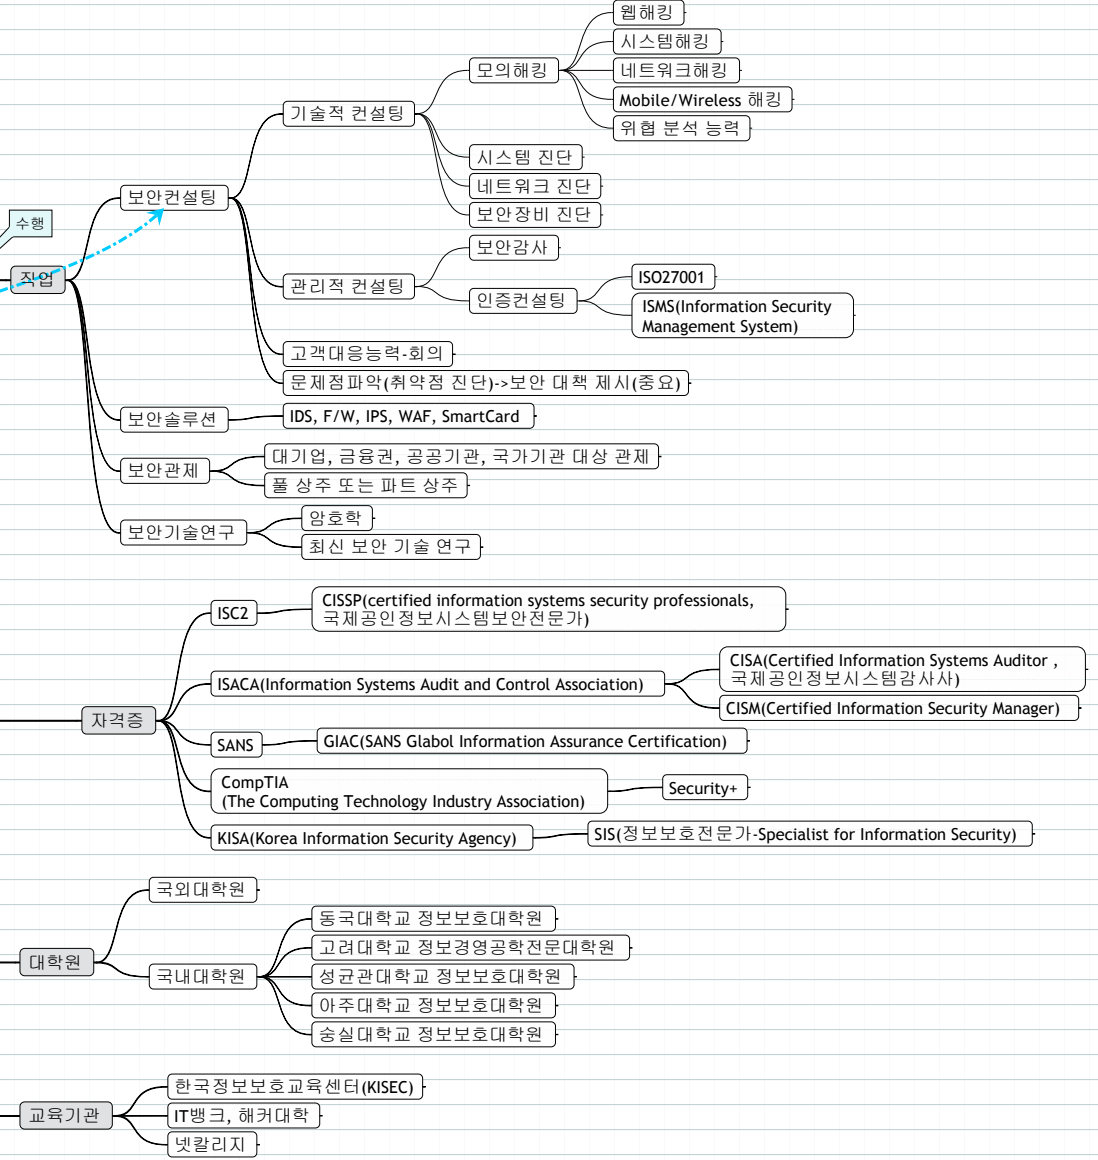 수행
직업
보안컨설팅
기술적 컨설팅
모의해킹
웹해킹
시스템해킹
네트워크해킹
Mobile/Wireless 해킹
위협 분석 능력
시스템 진단
네트워크 진단
보안장비 진단
관리적 컨설팅
보안감사
인증컨설팅
ISO27001
ISMS(Information Security
Management System)
고객대응능력-회의
문제점파악(취약점 진단)->보안 대책 제시(중요)
보안솔루션
IDS, F/W, IPS, WAF, SmartCard
보안관제
대기업, 금융권, 공공기관, 국가기관 대상 관제
풀 상주 또는 파트 상주
보안기술연구
암호학
최신 보안 기술 연구
자격증
ISC2
CISSP(certified information systems security professionals,
국제공인정보시스템보안전문가)
ISACA(Information Systems Audit and Control Association)
CISA(Certified Information Systems Auditor ,
국제공인정보시스템감사사)
CISM(Certified Information Security Manager)
SANS
GIAC(SANS Glabol Information Assurance Certification)
CompTIA
(The Computing Technology Industry Association)
Security+
KISA(Korea Information Security Agency)
SIS(정보보호전문가-Specialist for Information Security)
대학원
국외대학원
국내대학원
동국대학교 정보보호대학원
고려대학교 정보경영공학전문대학원
성균관대학교 정보보호대학원
아주대학교 정보보호대학원
숭실대학교 정보보호대학원
교육기관
한국정보보호교육센터(KISEC)
IT뱅크, 해커대학
넷칼리지